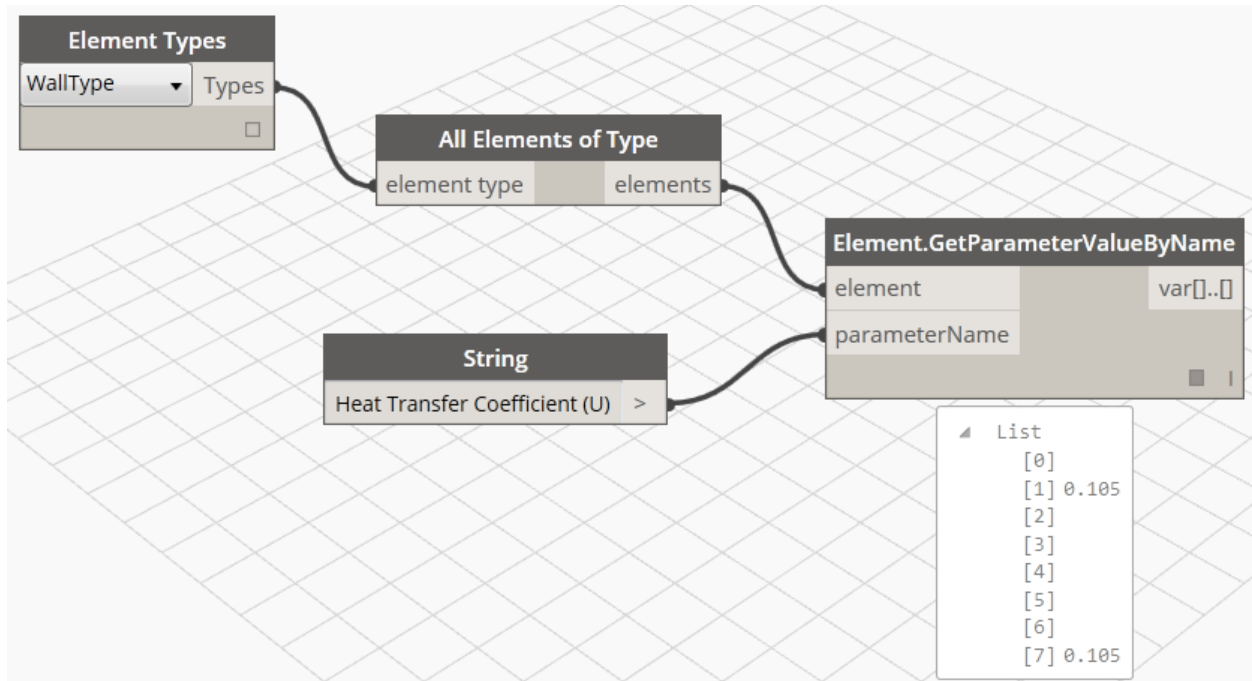 Element Types
WallType Types
All Elements of Type
element type elements
Element.GetParameterValueByName
element var[]..[]
parameterName
String
Heat Transfer Coefficient (U) >
List
[0]
[1] 0.105
[2]
[3]
[4]
[5]
[6]
[7] 0.105